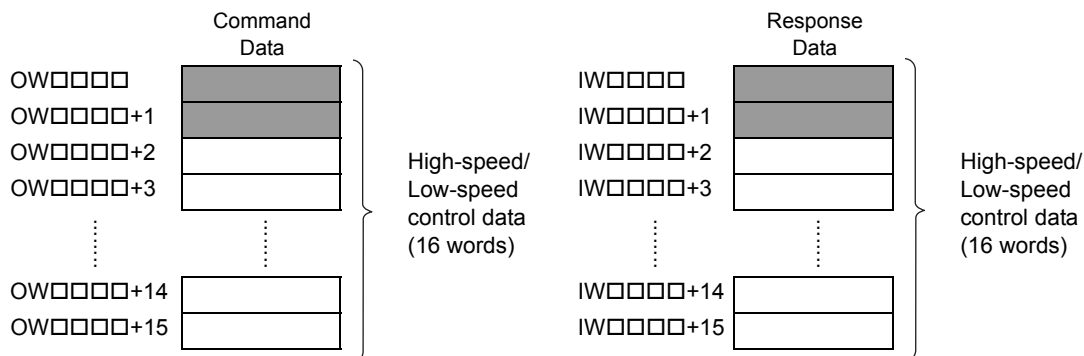 Command
Data
OW□□□□
OW□□□□+1
OW□□□□+2
OW□□□□+3
OW□□□□+14
OW□□□□+15
High-speed/
Low-speed
control data
(16 words)
Response
Data
IW□□□□
IW□□□□+1
IW□□□□+2
IW□□□□+3
IW□□□□+14
IW□□□□+15
High-speed/
Low-speed
control data
(16 words)